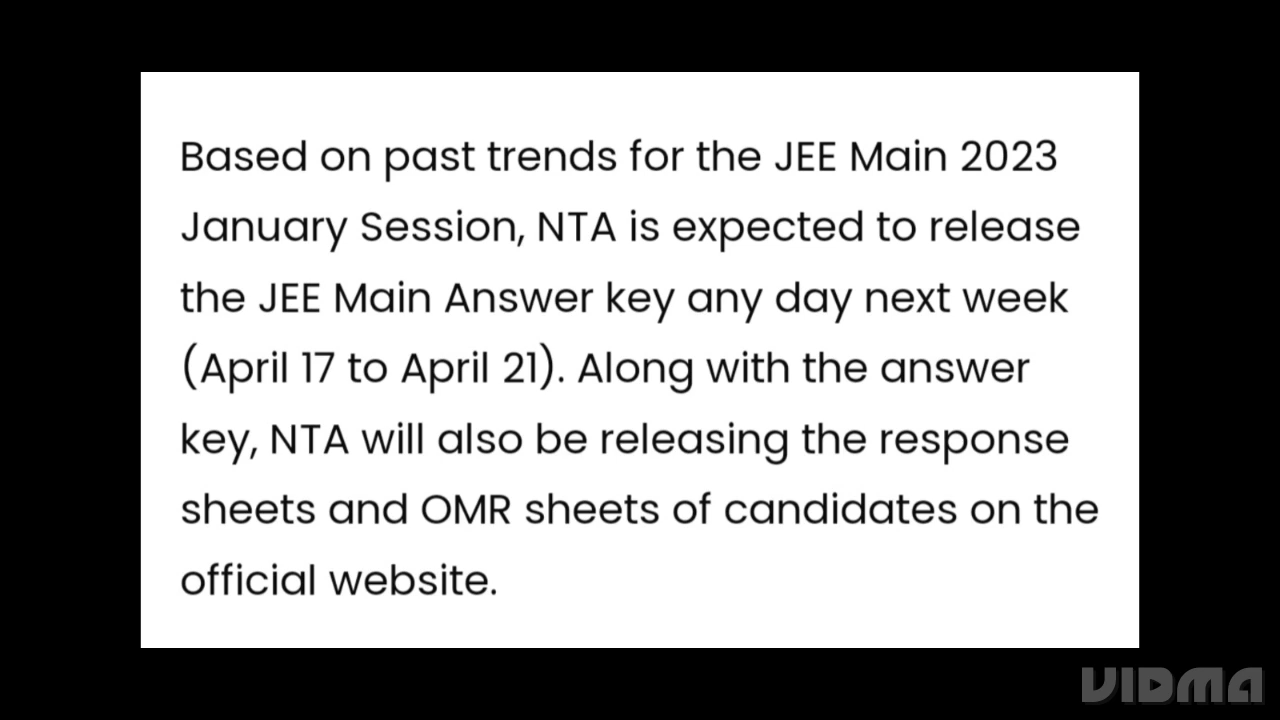 Based on past trends for the JEE Main 2023
January Session, NTA is expected to release
the JEE Main Answer key any day next week
(April 17 to April 21). Along with the answer
key, NTA will also be releasing the response
sheets and OMR sheets of candidates on the
official website.
VIDMA